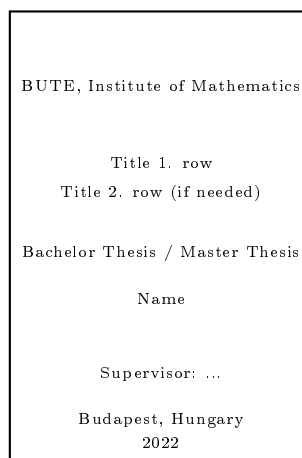 BUTE, Institute of Mathematics
Title 1. row
Title 2. row (if needed)
Bachelor Thesis / Master Thesis
Name
Supervisor: ...
Budapest, Hungary
2022